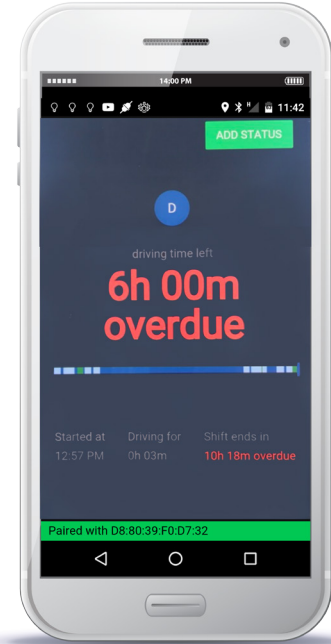 14:00 PM
H
11:42
ADD STATUS
D
driving time left
6h 00m
overdue
Started at Driving for Shift ends in
12:57 PM 0h 03m 10h 18m overdue
Paired with D8:80:39:F0:D7:32